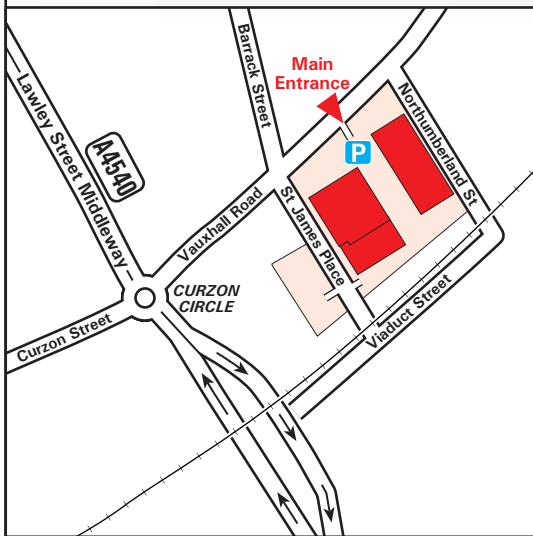 Barrack Street
Main
Entrance
Lawley Street Middleway
A4540
Northumberland St
P
Vauxhall Road
St James Place
CURZON
CIRCLE
Curzon Street
Viaduct Street